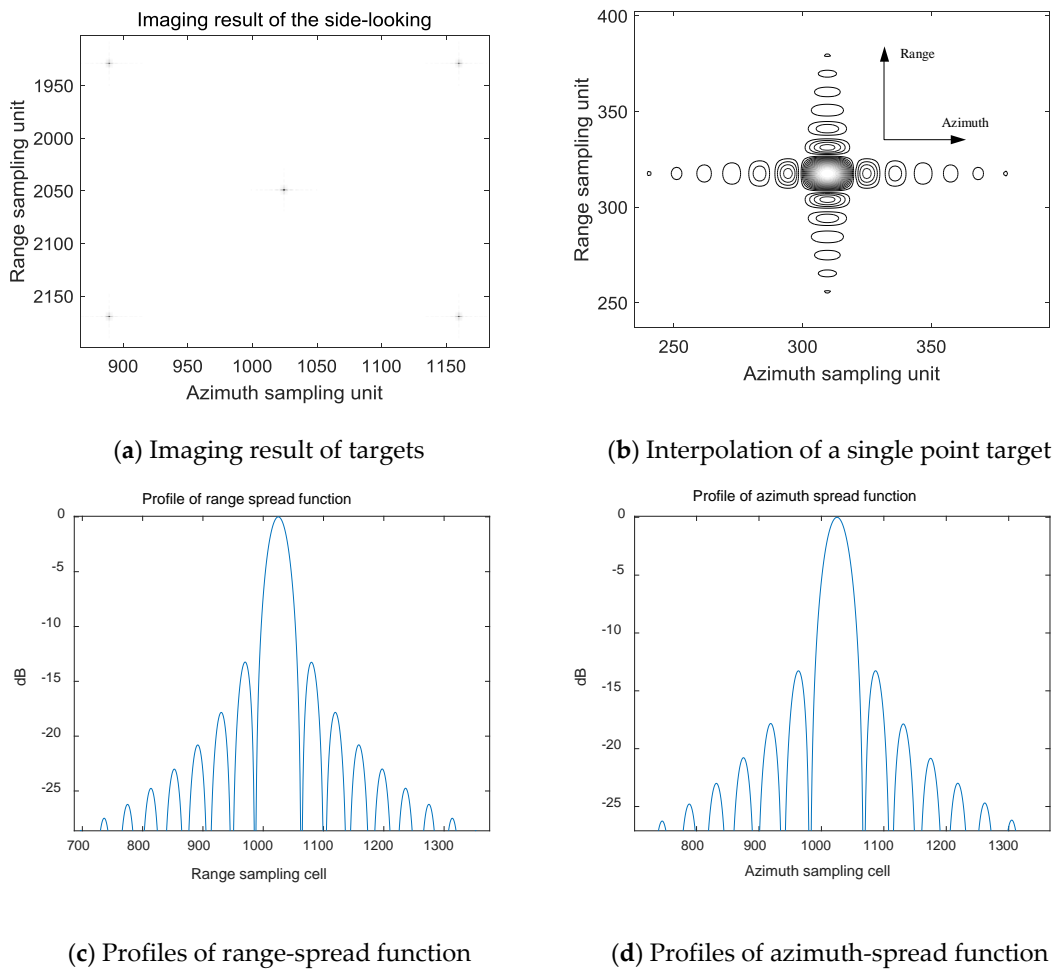 Imaging result of the side-looking
Range sampling unit
1950
2000
2050
2100
2150
900
950
1000
1050
1100
1150
Azimuth sampling unit
Range sampling unit
400
350
300
250
Range
Azimuth
250
300
350
Azimuth sampling unit
(a) Imaging result of targets
(b) Interpolation of a single point target
Profile of range spread function
dB
0
-5
-10
-15
-20
-25
700
800
900
1000
1100
1200
1300
Range sampling cell
Profile of azimuth spread function
dB
0
-5
-10
-15
-20
-25
800
900
1000
1100
1200
1300
Azimuth sampling cell
(c) Profiles of range-spread function
(d) Profiles of azimuth-spread function